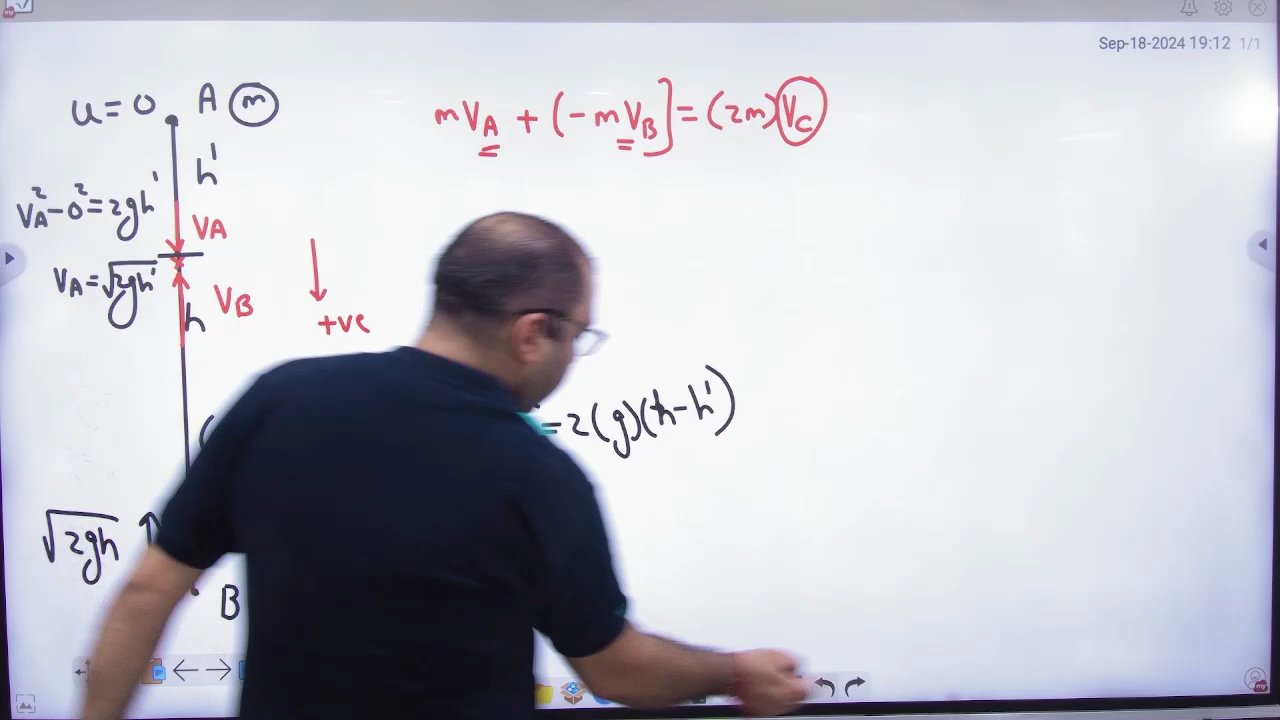 Sep-18-2024 19:12 1/1
u = 0 A m
mVA + (-mVB] = (2m)VC
h'
VA² - 0² = 2gh'
VA
VA = √2gh'
VB
h
+ve
= 2(g)(h-h')
√2gh
B